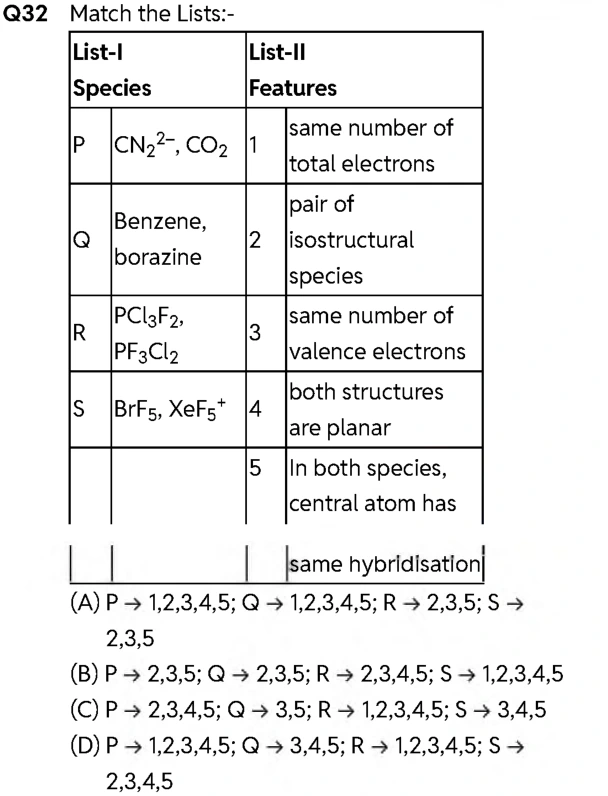 Q32 Match the Lists:-
List-I List-II
Species Features
P CN₂²⁻, CO₂ 1 same number of
total electrons
Q Benzene,
borazine 2 pair of
isostructural
species
R PCl₃F₂,
PF₃Cl₂ 3 same number of
valence electrons
S BrF₅, XeF₅⁺ 4 both structures
are planar
5 In both species,
central atom has
same hybridisation
(A) P → 1,2,3,4,5; Q → 1,2,3,4,5; R → 2,3,5; S →
2,3,5
(B) P → 2,3,5; Q → 2,3,5; R → 2,3,4,5; S → 1,2,3,4,5
(C) P → 2,3,4,5; Q → 3,5; R → 1,2,3,4,5; S → 3,4,5
(D) P → 1,2,3,4,5; Q → 3,4,5; R → 1,2,3,4,5; S →
2,3,4,5